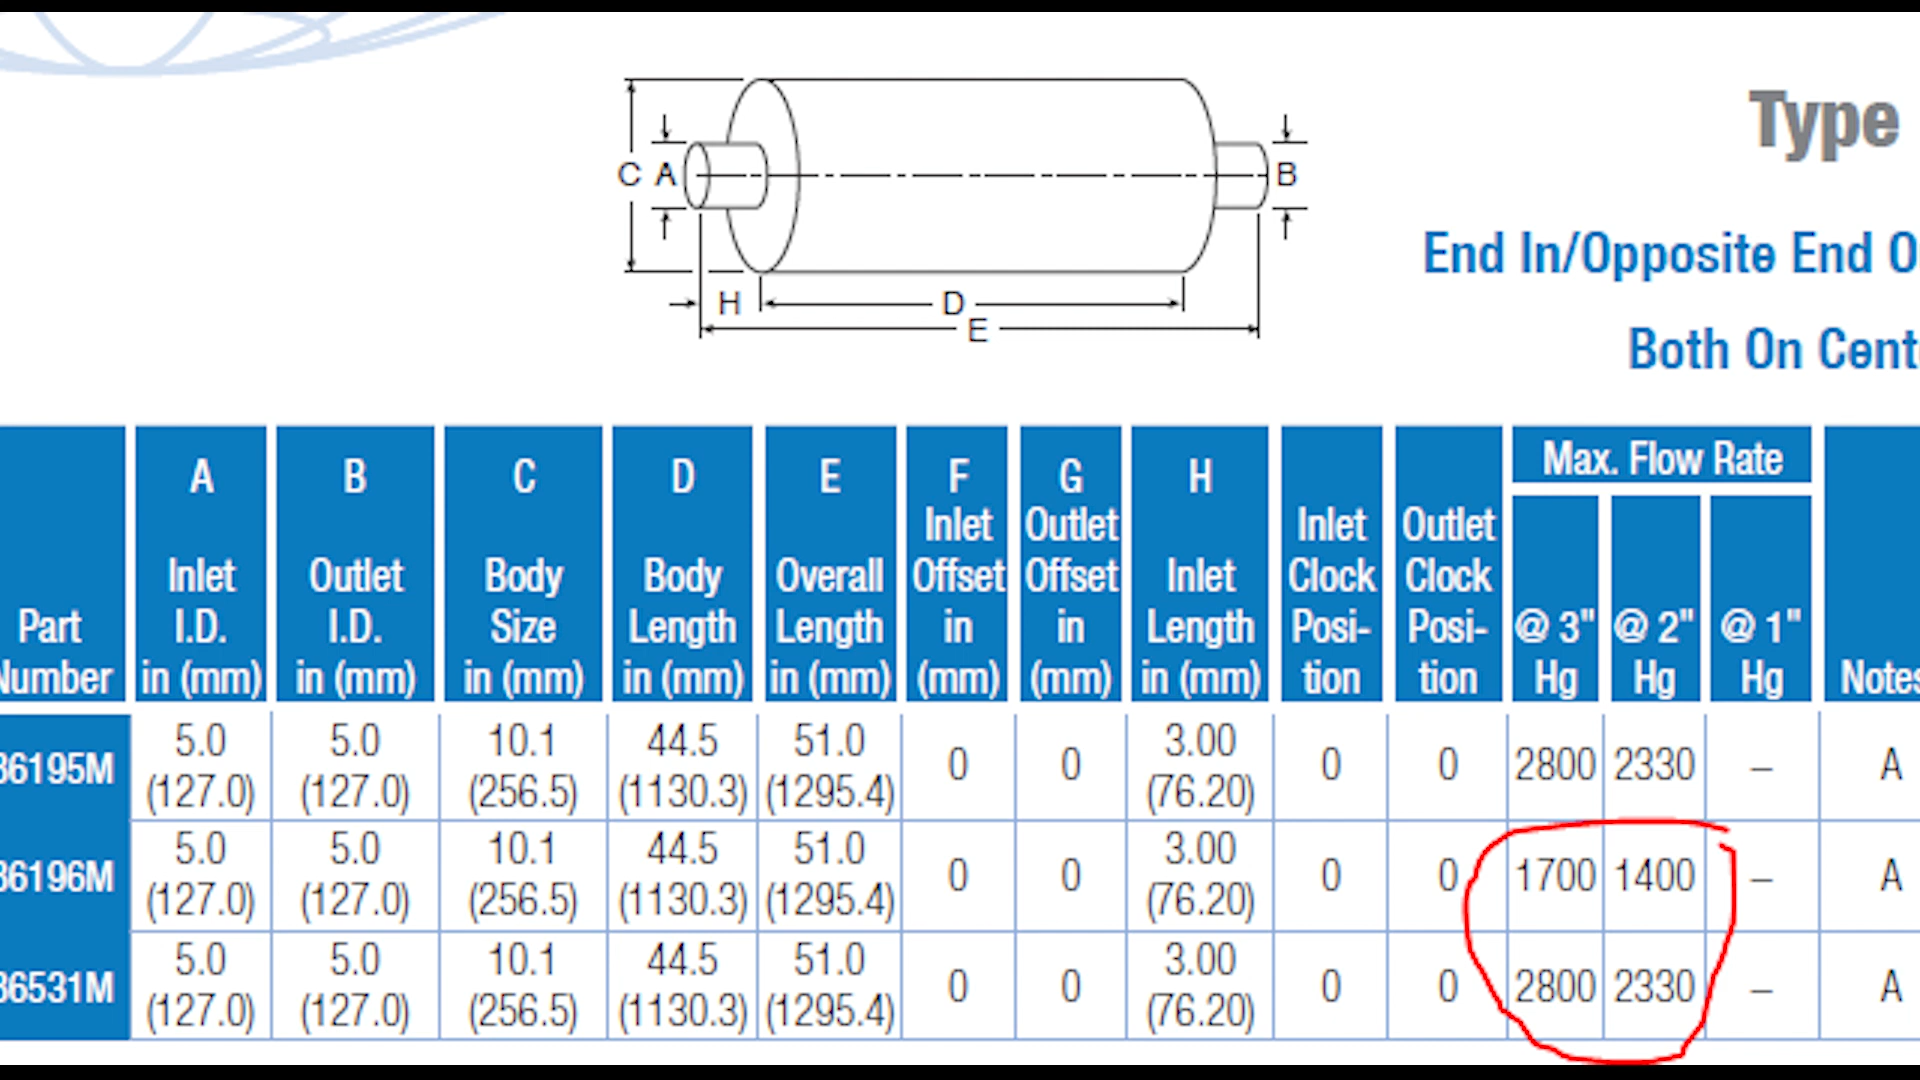 Type
End In/Opposite End O
Both On Cent
C A B
H D
E
Part Number
A Inlet I.D. in (mm)
B Outlet I.D. in (mm)
C Body Size in (mm)
D Body Length in (mm)
E Overall Length in (mm)
F Inlet Offset in (mm)
G Outlet Offset in (mm)
H Inlet Length in (mm)
Inlet Clock Posi-tion
Outlet Clock Posi-tion
Max. Flow Rate
@ 3" Hg @ 2" Hg @ 1" Hg
Notes
86195M 5.0 (127.0) 5.0 (127.0) 10.1 (256.5) 44.5 (1130.3) 51.0 (1295.4) 0 0 3.00 (76.20) 0 0 2800 2330 – A
86196M 5.0 (127.0) 5.0 (127.0) 10.1 (256.5) 44.5 (1130.3) 51.0 (1295.4) 0 0 3.00 (76.20) 0 0 1700 1400 – A
86531M 5.0 (127.0) 5.0 (127.0) 10.1 (256.5) 44.5 (1130.3) 51.0 (1295.4) 0 0 3.00 (76.20) 0 0 2800 2330 – A